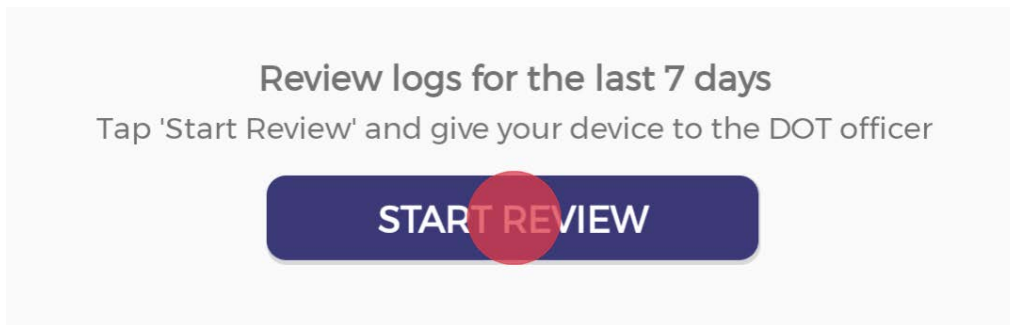 Review logs for the last 7 days
Tap 'Start Review' and give your device to the DOT officer
START REVIEW